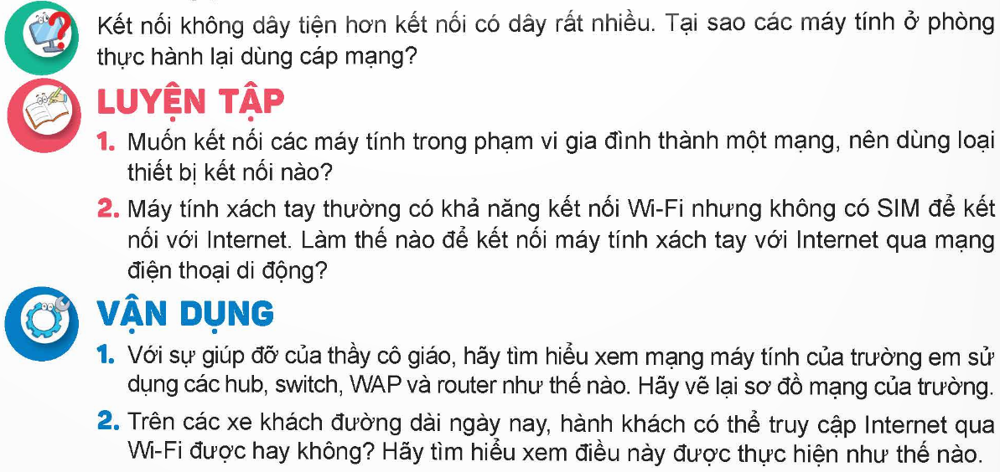 Kết nối không dây tiện hơn kết nối có dây rất nhiều. Tại sao các máy tính ở phòng
thực hành lại dùng cáp mạng?
LUYỆN TẬP
1. Muốn kết nối các máy tính trong phạm vi gia đình thành một mạng, nên dùng loại
thiết bị kết nối nào?
2. Máy tính xách tay thường có khả năng kết nối Wi-Fi nhưng không có SIM để kết
nối với Internet. Làm thế nào để kết nối máy tính xách tay với Internet qua mạng
điện thoại di động?
VẬN DỤNG
1. Với sự giúp đỡ của thầy cô giáo, hãy tìm hiểu xem mạng máy tính của trường em sử
dụng các hub, switch, WAP và router như thế nào. Hãy vẽ lại sơ đồ mạng của trường.
2. Trên các xe khách đường dài ngày nay, hành khách có thể truy cập Internet qua
Wi-Fi được hay không? Hãy tìm hiểu xem điều này được thực hiện như thế nào.